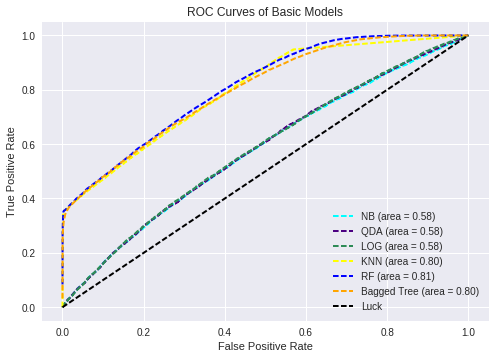 ROC Curves of Basic Models
True Positive Rate
1.0
0.8
0.6
0.4
0.2
0.0
NB (area = 0.58)
QDA (area = 0.58)
LOG (area = 0.58)
KNN (area = 0.80)
RF (area = 0.81)
Bagged Tree (area = 0.80)
Luck
0.0 0.2 0.4 0.6 0.8 1.0
False Positive Rate